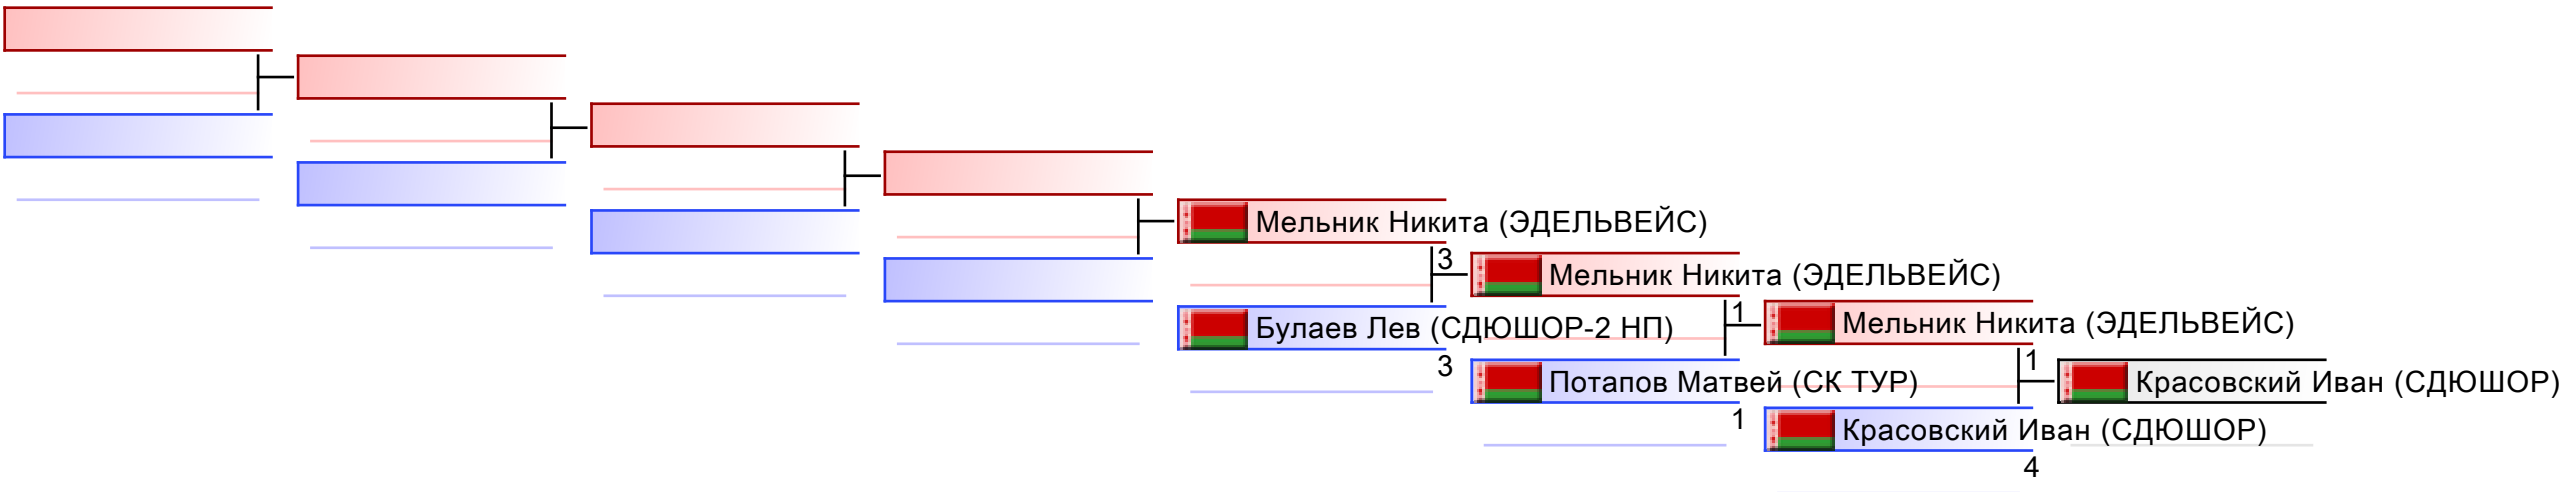 Мельник Никита (ЭДЕЛЬВЕЙС)
3
Мельник Никита (ЭДЕЛЬВЕЙС)
Булаев Лев (СДЮШОР-2 НП)
1
Мельник Никита (ЭДЕЛЬВЕЙС)
3
Потапов Матвей (СК ТУР)
1
Красовский Иван (СДЮШОР)
1
Красовский Иван (СДЮШОР)
4